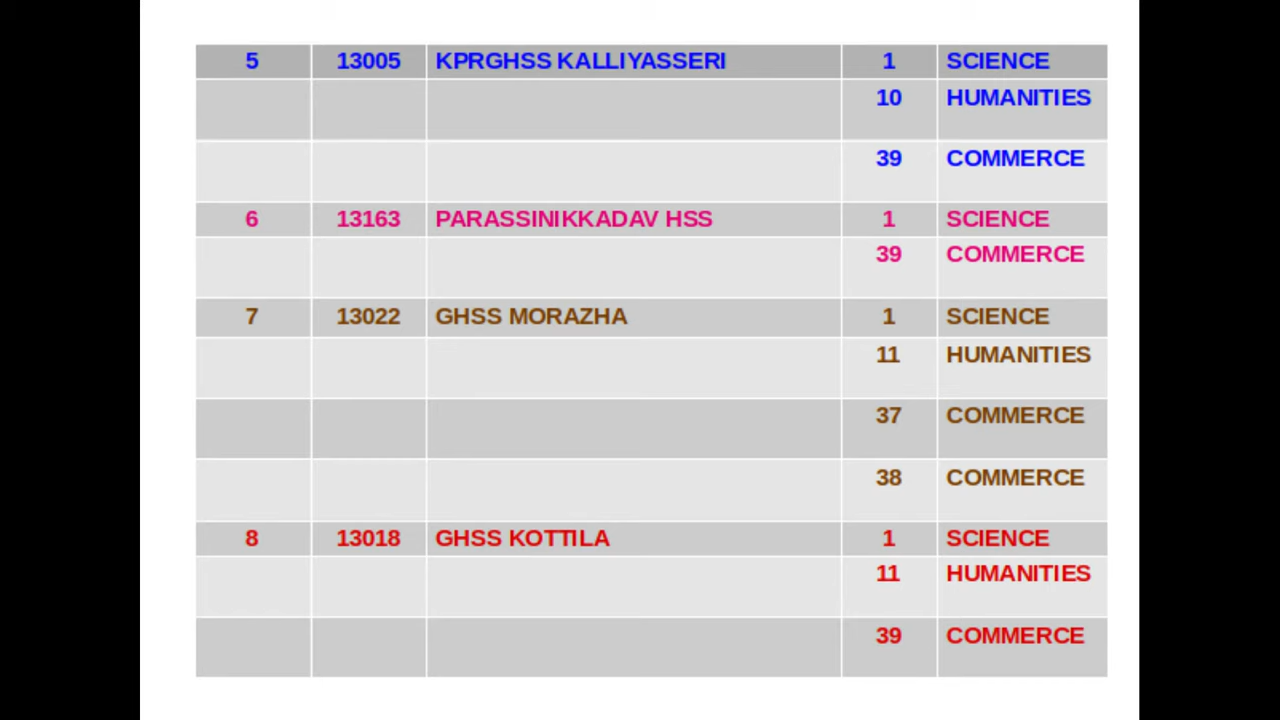 5 13005 KPRGHSS KALLIYASSERI 1 SCIENCE
10 HUMANITIES
39 COMMERCE
6 13163 PARASSINIKKADAV HSS 1 SCIENCE
39 COMMERCE
7 13022 GHSS MORAZHA 1 SCIENCE
11 HUMANITIES
37 COMMERCE
38 COMMERCE
8 13018 GHSS KOTTILA 1 SCIENCE
11 HUMANITIES
39 COMMERCE